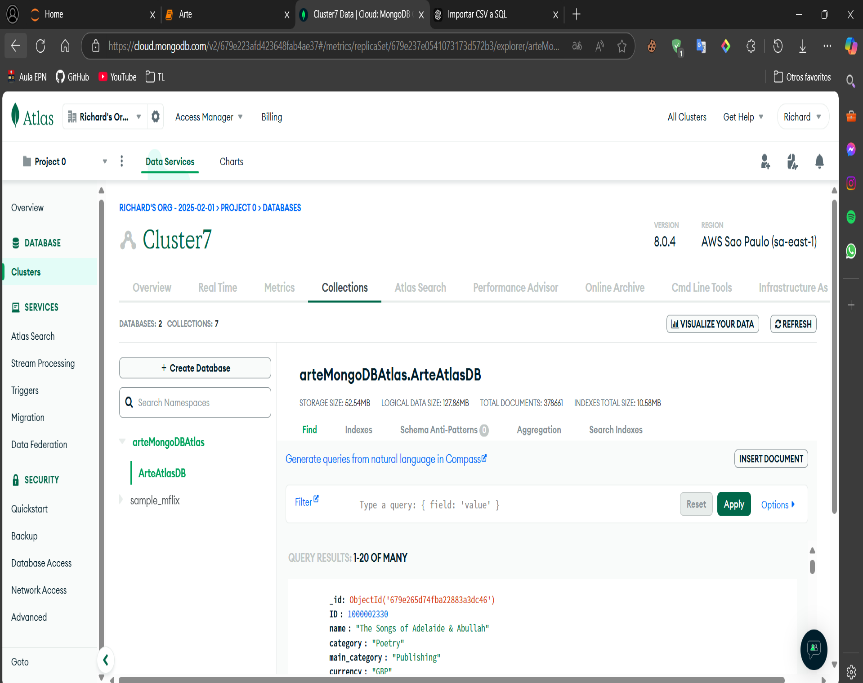 Home
Arte
Cluster7 Data | Cloud: MongoDB
Importar CSV a SQL
https://cloud.mongodb.com/v2/679e223afd423648fab4ae37#/metrics/replicaSet/679e237e0541073173d572b3/explorer/arteMo...
Aula EPN
GitHub
YouTube
TL
Otros favoritos
Atlas
Richard's Or...
Access Manager
Billing
All Clusters
Get Help
Richard
Project 0
Data Services
Charts
Overview
DATABASE
Clusters
SERVICES
Atlas Search
Stream Processing
Triggers
Migration
Data Federation
SECURITY
Quickstart
Backup
Database Access
Network Access
Advanced
Goto
RICHARD'S ORG - 2025-02-01 > PROJECT 0 > DATABASES
Cluster7
VERSION
8.0.4
REGION
AWS Sao Paulo (sa-east-1)
Overview
Real Time
Metrics
Collections
Atlas Search
Performance Advisor
Online Archive
Cmd Line Tools
Infrastructure As
DATABASES: 2 COLLECTIONS: 7
VISUALIZE YOUR DATA
REFRESH
+ Create Database
Search Namespaces
arteMongoDBAtlas
ArteAtlasDB
sample_mflix
arteMongoDBAtlas.ArteAtlasDB
STORAGE SIZE: 52.54MB LOGICAL DATA SIZE: 127.86MB TOTAL DOCUMENTS: 378661 INDEXES TOTAL SIZE: 10.58MB
Find
Indexes
Schema Anti-Patterns 0
Aggregation
Search Indexes
Generate queries from natural language in Compass
INSERT DOCUMENT
Filter
Type a query: { field: 'value' }
Reset
Apply
Options
QUERY RESULTS: 1-20 OF MANY
_id: ObjectId('679e265d74fba22883a3dc46')
ID : 1000002330
name : "The Songs of Adelaide & Abullah"
category : "Poetry"
main_category : "Publishing"
currency : "GBP"